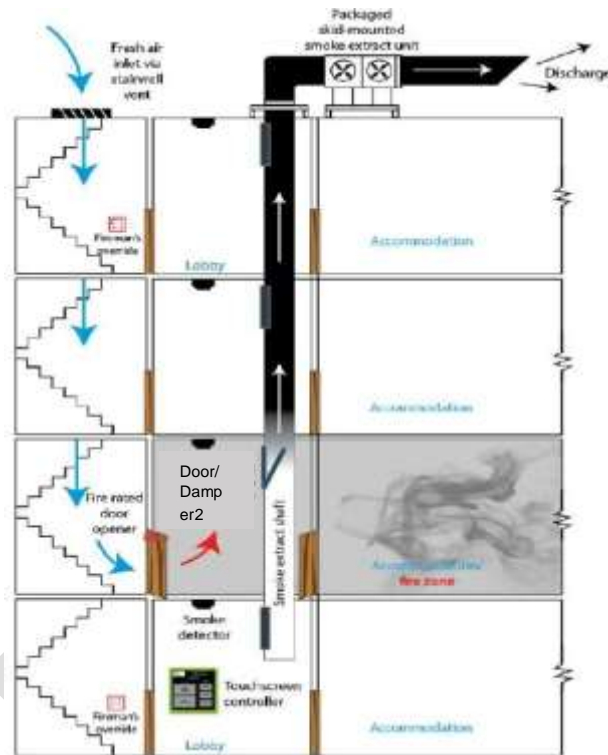 Packaged
skid-mounted
smoke extract unit
Fresh air
inlet via
stairwell
vent
Discharge
Fireman's
override
Lobby
Accommodation
Accommodation
Fire rated
door
opener
Door/
Damp
er2
Smoke extract shaft
fire zone
Smoke
detector
Touchscreen
controller
Fireman's
override
Lobby
Accommodation